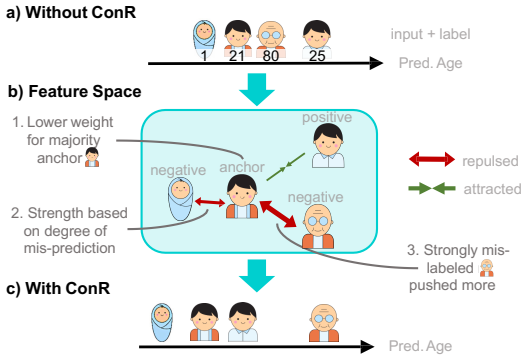 a) Without ConR
input + label
1 21 80 25
Pred. Age
b) Feature Space
1. Lower weight
for majority
anchor
positive
negative
anchor
negative
repulsed
attracted
2. Strength based
on degree of
mis-prediction
3. Strongly mis-
labeled
pushed more
c) With ConR
Pred. Age